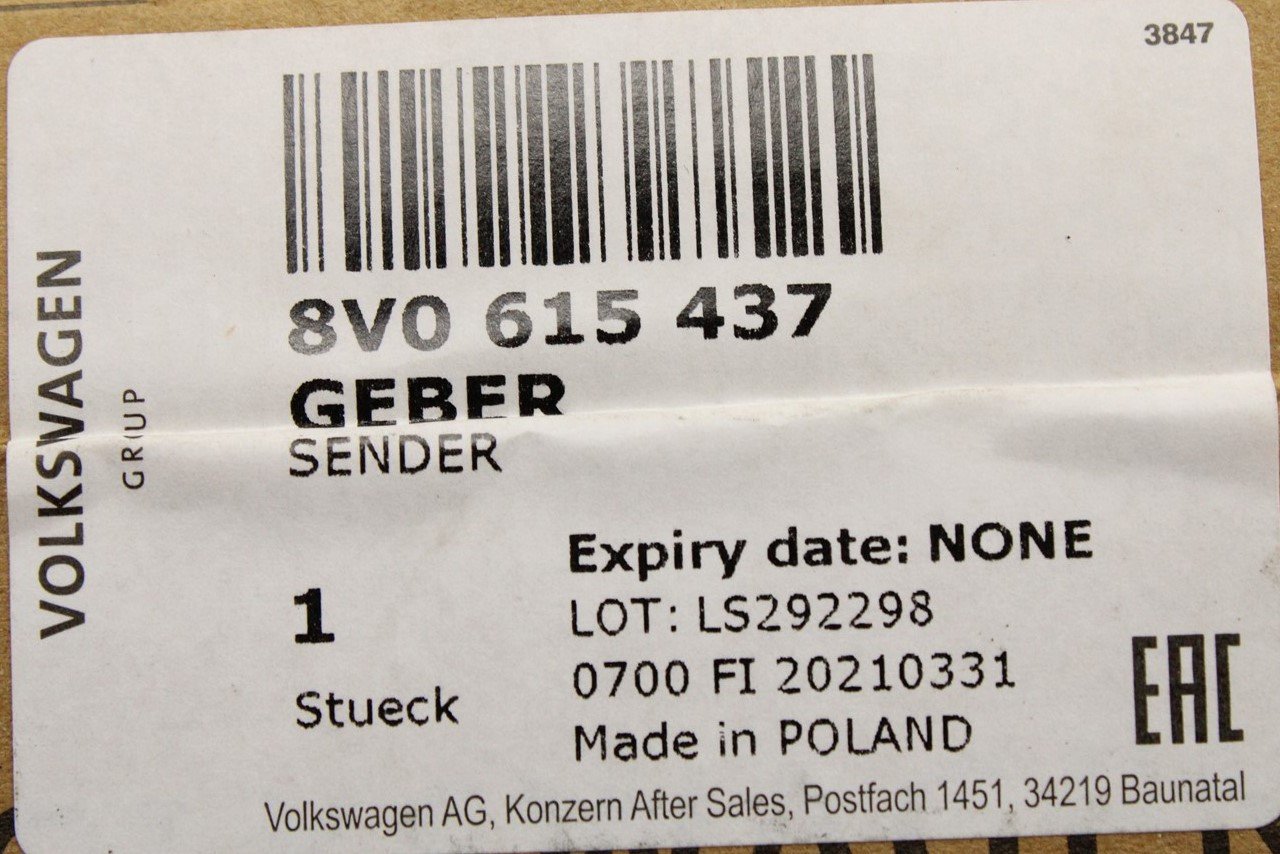 3847
8V0 615 437
GEBER
SENDER
VOLKSWAGEN
GROUP
1
Stueck
Expiry date: NONE
LOT: LS292298
0700 FI 20210331
Made in POLAND
EAC
Volkswagen AG, Konzern After Sales, Postfach 1451, 34219 Baunatal